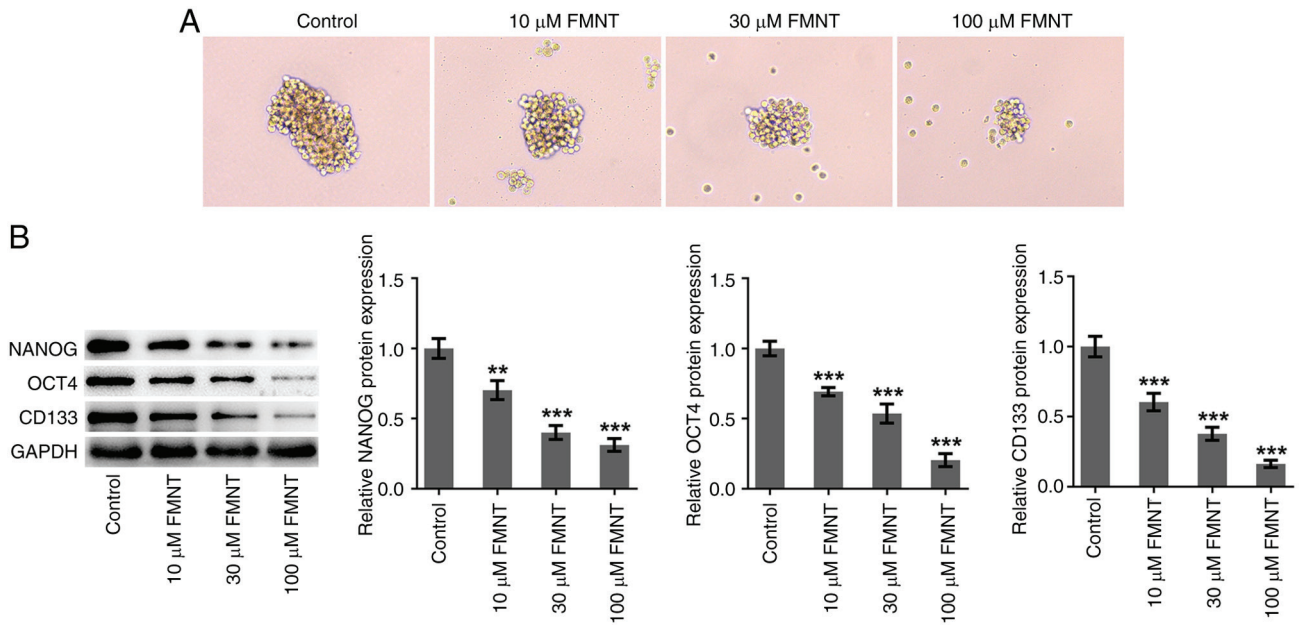 A
Control
10 μM FMNT
30 μM FMNT
100 μM FMNT
B
NANOG
OCT4
CD133
GAPDH
Control
10 μM FMNT
30 μM FMNT
100 μM FMNT
Relative NANOG protein expression
1.5
1.0
0.5
0.0
**
***
***
Control
10 μM FMNT
30 μM FMNT
100 μM FMNT
Relative OCT4 protein expression
1.5
1.0
0.5
0.0
***
***
***
Control
10 μM FMNT
30 μM FMNT
100 μM FMNT
Relative CD133 protein expression
1.5
1.0
0.5
0.0
***
***
***
Control
10 μM FMNT
30 μM FMNT
100 μM FMNT